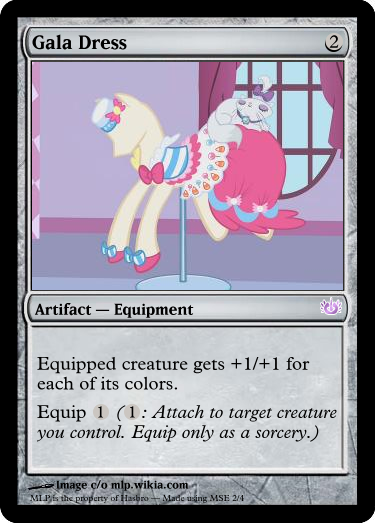 Gala Dress 2
Artifact — Equipment
Equipped creature gets +1/+1 for
each of its colors.
Equip 1 (1: Attach to target creature
you control. Equip only as a sorcery.)
Image c/o mlp.wikia.com
MLP is the property of Hasbro — Made using MSE 2/4